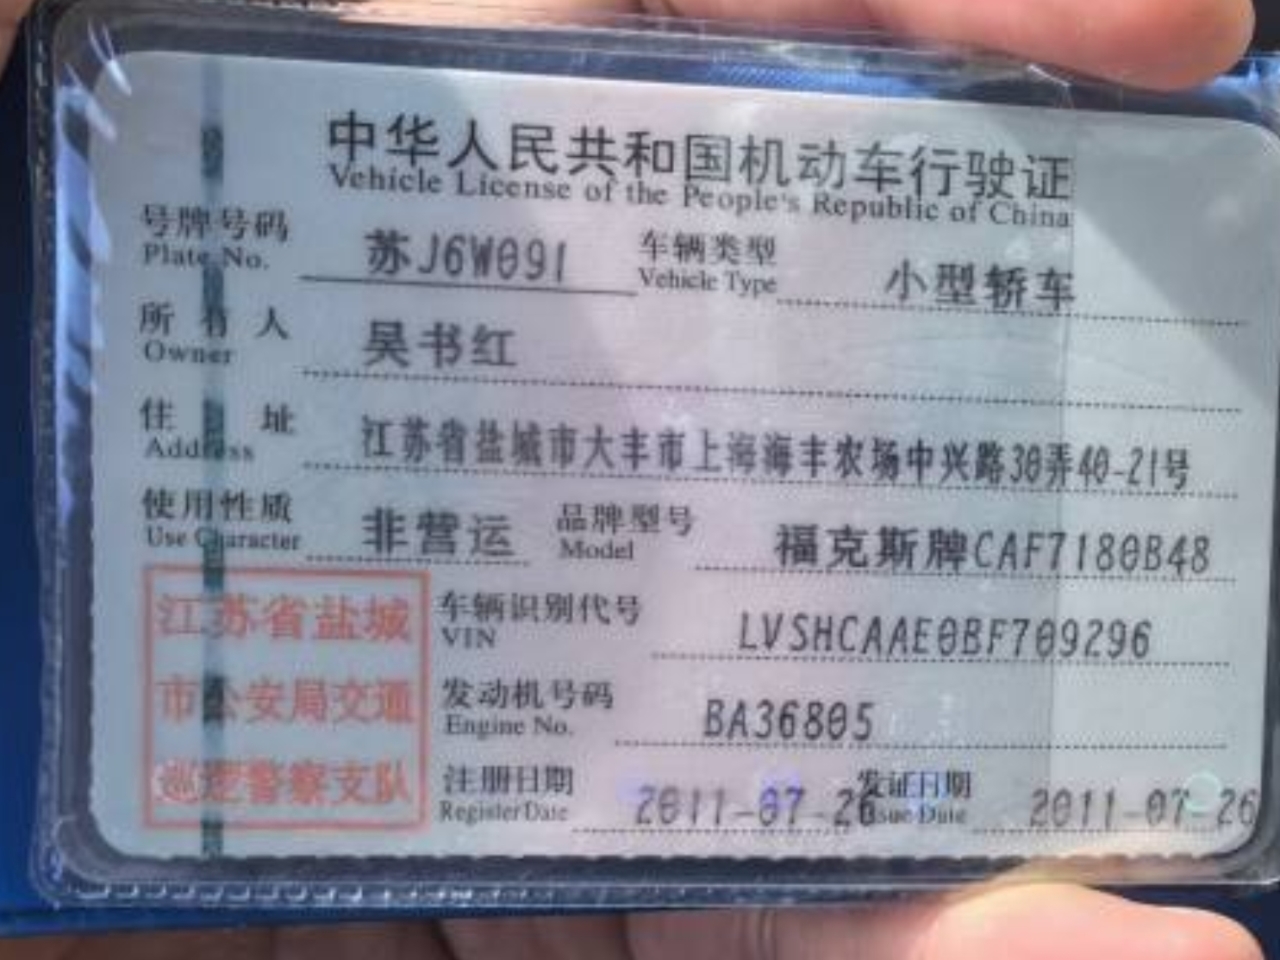 中华人民共和国机动车行驶证
Vehicle License of the People's Republic of China
号牌号码 苏J6W091 车辆类型 小型轿车
Plate No. Vehicle Type
所有人 吴书红
Owner
住址 江苏省盐城市大丰市上海海丰农场中兴路30弄40-21号
Address
使用性质 非营运 品牌型号 福克斯牌CAF7180B48
Use Character Model
江苏省盐城
市公安局交通
巡逻警察支队
车辆识别代号 LVSHCAAE0BF709296
VIN
发动机号码 BA36805
Engine No.
注册日期 2011-07-26 发证日期 2011-07-26
Register Date Issue Date